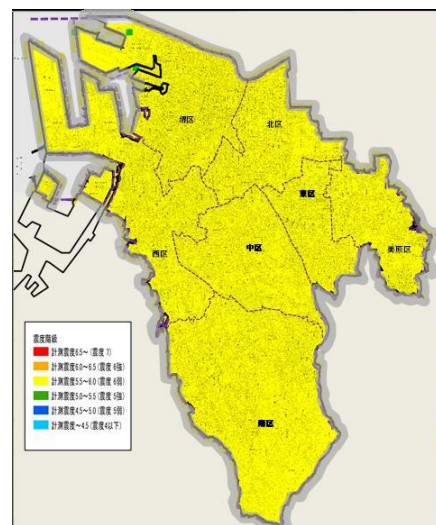 堺区
北区
東区
中区
美原区
西区
南区
震度階級
計測震度6.5～ (震度 7)
計測震度6.0～6.5 (震度 6強)
計測震度5.5～6.0 (震度 6弱)
計測震度5.0～5.5 (震度 5強)
計測震度4.5～5.0 (震度 5弱)
計測震度～4.5 (震度4以下)